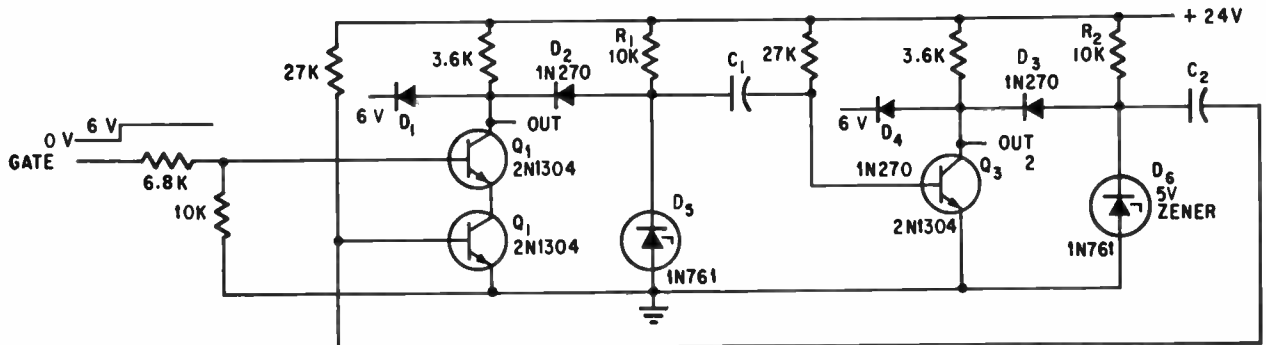 + 24V
27K
3.6K
D2
1N270
R1
10K
C1
27K
3.6K
D3
1N270
R2
10K
C2
6 V
D1
OUT
6 V
D4
OUT
2
0 V
6 V
GATE
6.8K
10K
Q1
2N1304
Q1
2N1304
D5
1N761
1N270
Q3
2N1304
D6
5V
ZENER
1N761